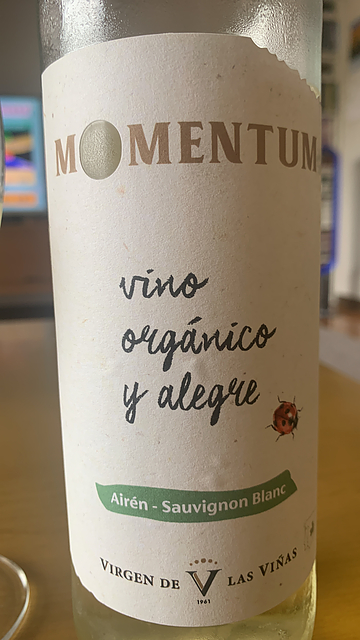 MOMENTUM
vino
orgánico
y alegre
Airén - Sauvignon Blanc
VIRGEN DE V LAS VIÑAS
1961